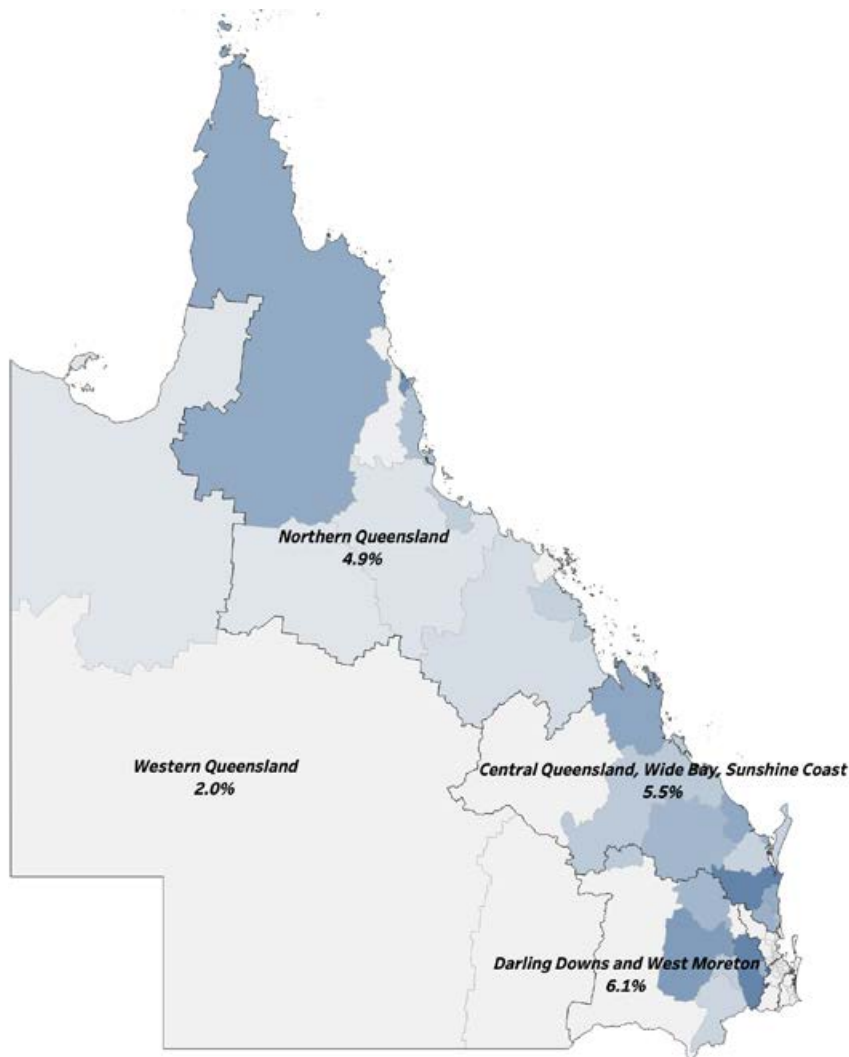 Northern Queensland
4.9%
Western Queensland
2.0%
Central Queensland, Wide Bay, Sunshine Coast
5.5%
Darling Downs and West Moreton
6.1%